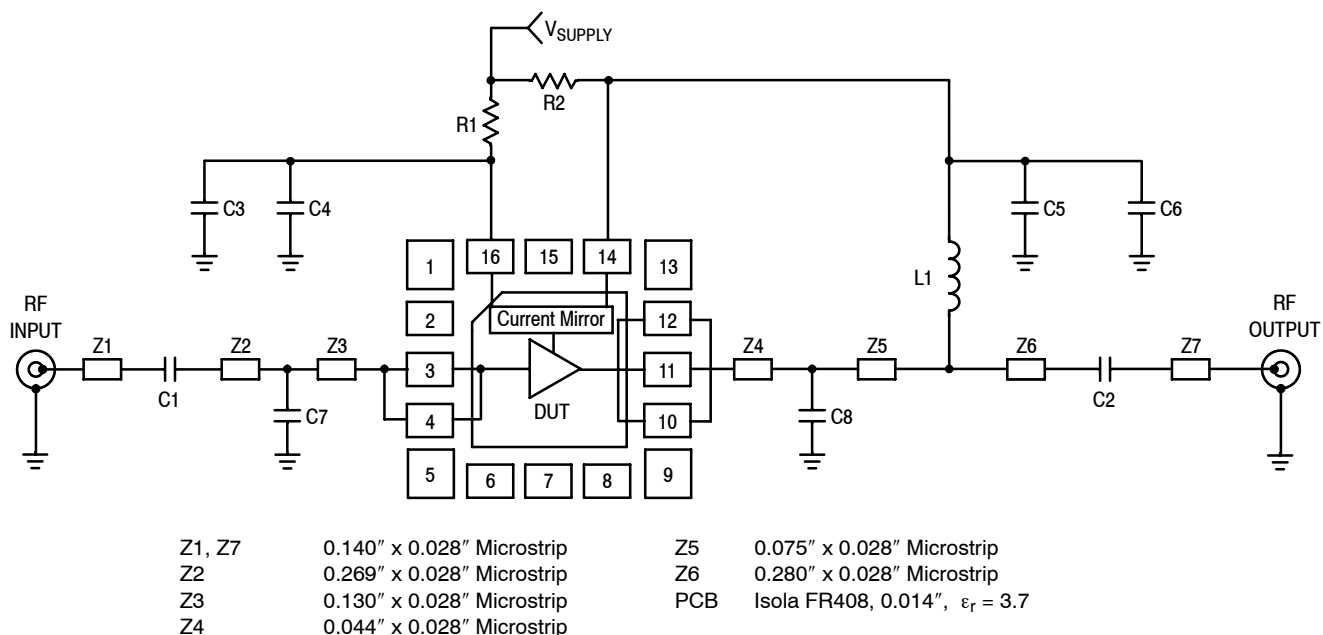 V_SUPPLY
R2
R1
C3
C4
C5
C6
1
16
15
14
13
L1
RF
INPUT
RF
OUTPUT
2
Current Mirror
12
Z1
Z2
Z3
3
11
Z4
Z5
Z6
Z7
C1
C2
C7
4
DUT
10
C8
5
6
7
8
9
Z1, Z7 0.140″ x 0.028″ Microstrip
Z2 0.269″ x 0.028″ Microstrip
Z3 0.130″ x 0.028″ Microstrip
Z4 0.044″ x 0.028″ Microstrip
Z5 0.075″ x 0.028″ Microstrip
Z6 0.280″ x 0.028″ Microstrip
PCB Isola FR408, 0.014″, εr = 3.7